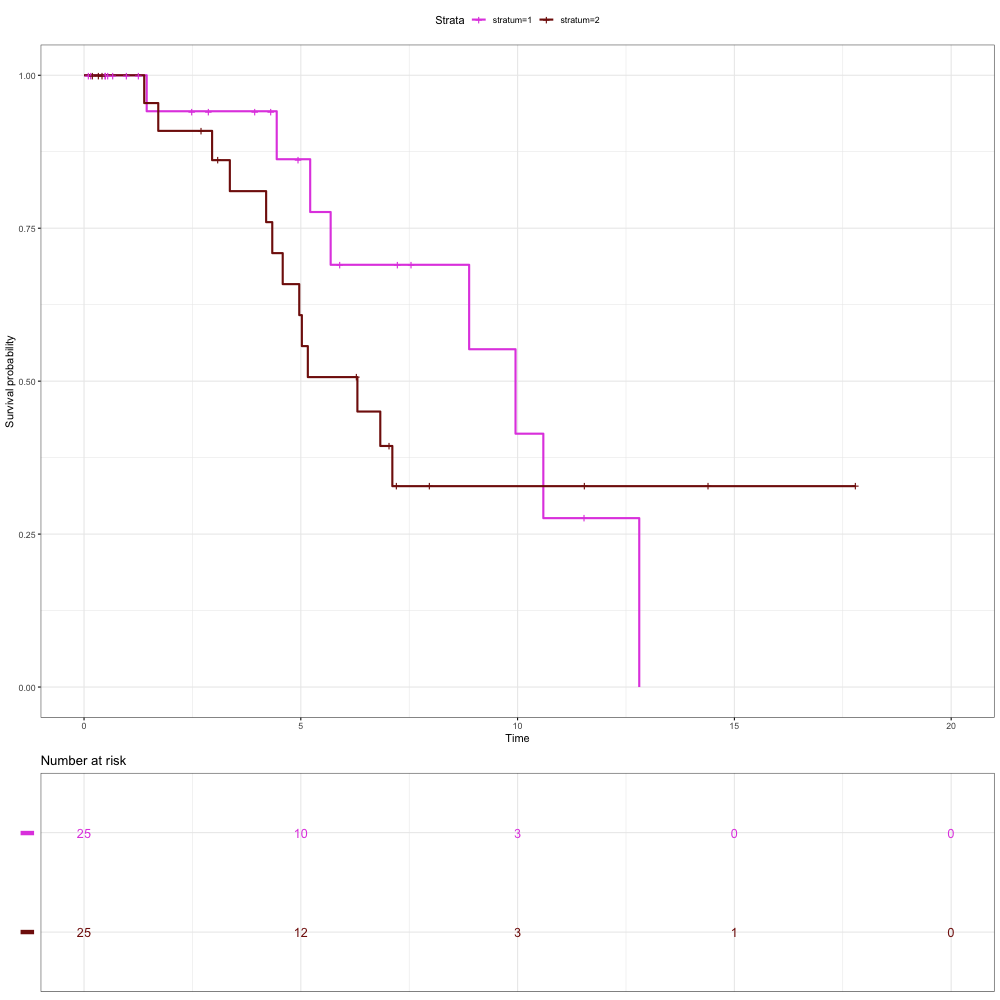 Strata stratum=1 stratum=2
Survival probability
1.00
0.75
0.50
0.25
0.00
0 5 10 15 20
Time
Number at risk
25 10 3 0 0
25 12 3 1 0